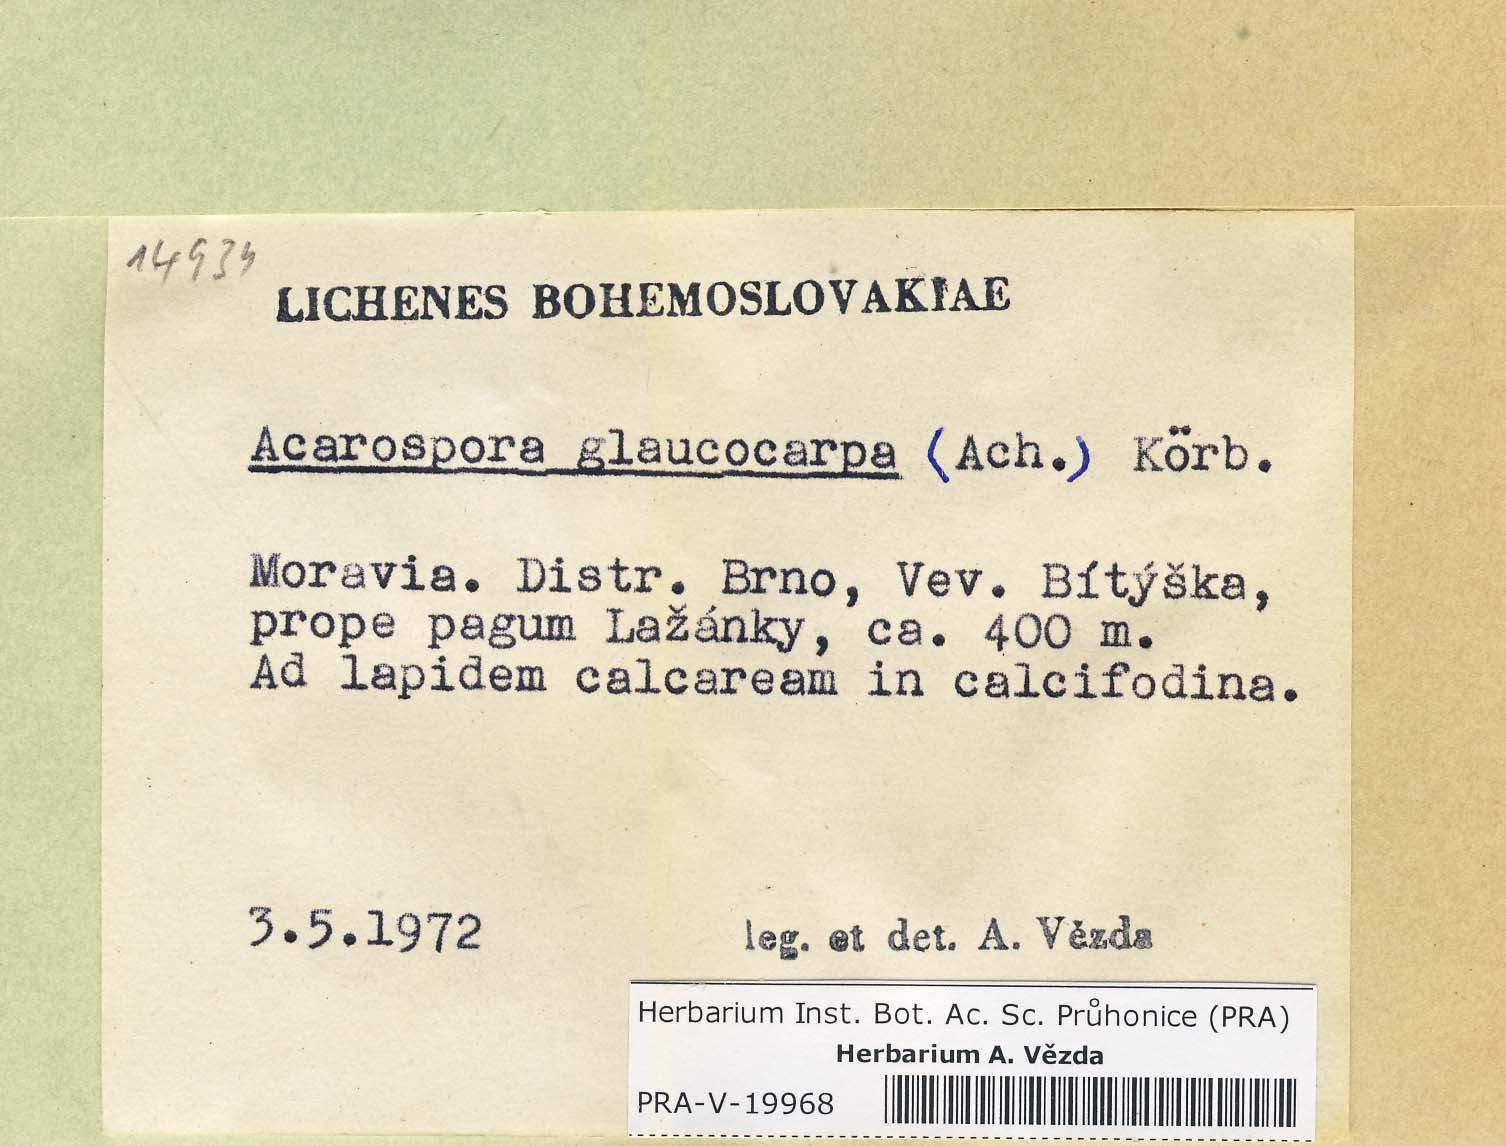 14934
LICHENES BOHEMOSLOVAKIAE
Acarospora glaucocarpa (Ach.) Körb.
Moravia. Distr. Brno, Vev. Bítýška,
prope pagum Lažánky, ca. 400 m.
Ad lapidem calcaream in calcifodina.
3.5.1972
leg. et det. A. Vězda
Herbarium Inst. Bot. Ac. Sc. Průhonice (PRA)
Herbarium A. Vězda
PRA-V-19968